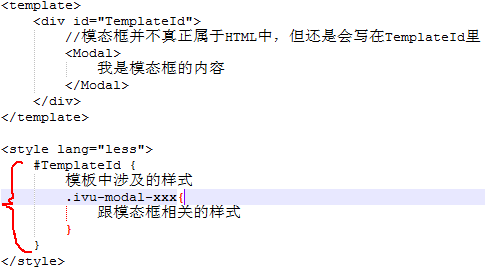 <template>
<div id="TemplateId">
//模态框并不真正属于HTML中，但还是会写在TemplateId里
<Modal>
我是模态框的内容
</Modal>
</div>
</template>
<style lang="less">
#TemplateId {
模板中涉及的样式
.ivu-modal-xxx{
跟模态框相关的样式
}
}
</style>